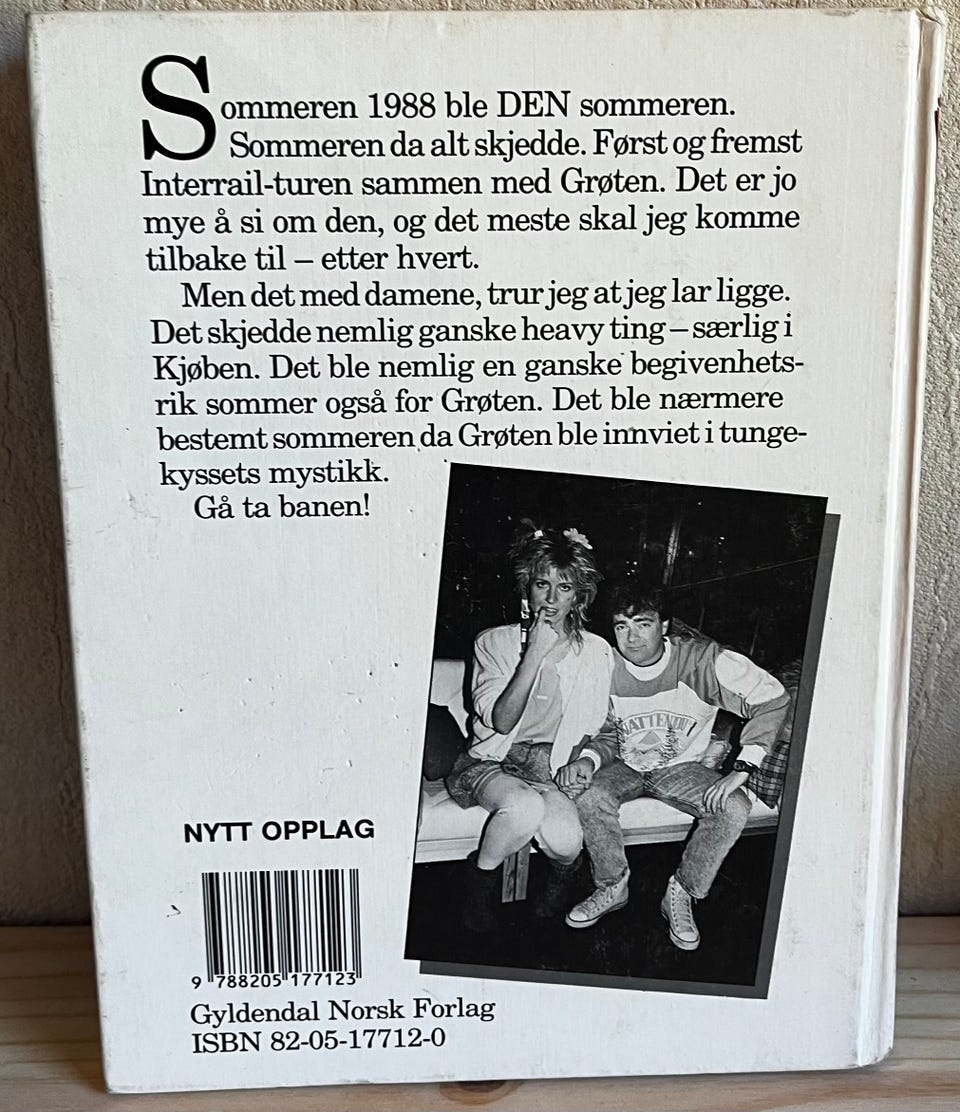 Sommeren 1988 ble DEN sommeren.
Sommeren da alt skjedde. Først og fremst
Interrail-turen sammen med Grøten. Det er jo
mye å si om den, og det meste skal jeg komme
tilbake til – etter hvert.
Men det med damene, trur jeg at jeg lar ligge.
Det skjedde nemlig ganske heavy ting – særlig i
Kjøben. Det ble nemlig en ganske begivenhets-
rik sommer også for Grøten. Det ble nærmere
bestemt sommeren da Grøten ble innviet i tunge-
kyssets mystikk.
Gå ta banen!
NYTT OPPLAG
9 788205 177123
Gyldendal Norsk Forlag
ISBN 82-05-17712-0